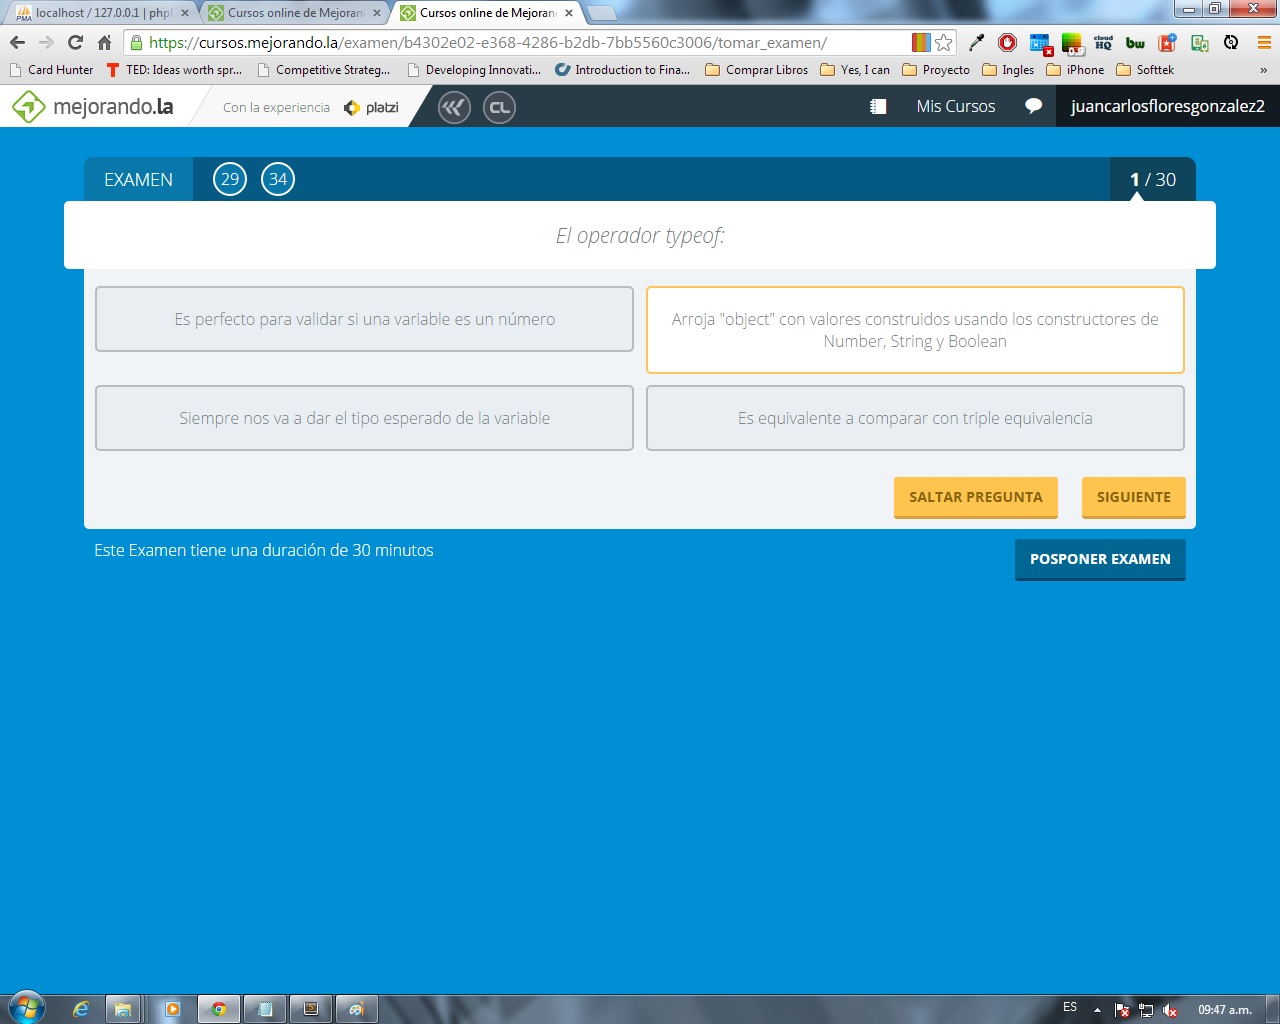 localhost / 127.0.0.1 | phpl
Cursos online de Mejorand
Cursos online de Mejoran
https://cursos.mejorando.la/examen/b4302e02-e368-4286-b2db-7bb5560c3006/tomar_examen/
Card Hunter
TED: Ideas worth spr...
Competitive Strateg...
Developing Innovati...
Introduction to Fina...
Comprar Libros
Yes, I can
Proyecto
Ingles
iPhone
Softtek
»
mejorando.la
Con la experiencia
platzi
CL
Mis Cursos
juancarlosfloresgonzalez2
EXAMEN
29
34
1 / 30
El operador typeof:
Es perfecto para validar si una variable es un número
Arroja "object" con valores construidos usando los constructores de
Number, String y Boolean
Siempre nos va a dar el tipo esperado de la variable
Es equivalente a comparar con triple equivalencia
SALTAR PREGUNTA
SIGUIENTE
Este Examen tiene una duración de 30 minutos
POSPONER EXAMEN
ES
09:47 a.m.